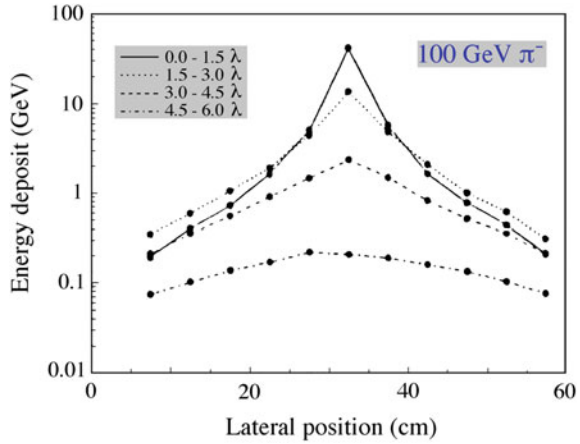 100
10
1
0.1
0.01
Energy deposit (GeV)
0.0 - 1.5 λ
1.5 - 3.0 λ
3.0 - 4.5 λ
4.5 - 6.0 λ
100 GeV π⁻
0 20 40 60
Lateral position (cm)